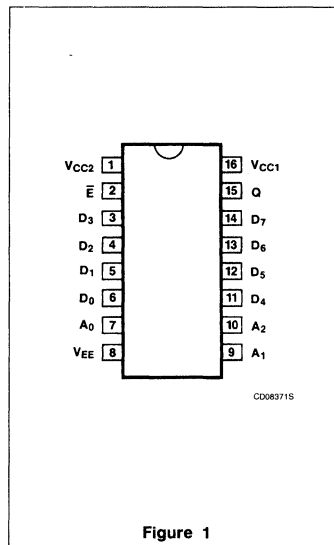 VCC2 1 16 VCC1
E̅ 2 15 Q
D3 3 14 D7
D2 4 13 D6
D1 5 12 D5
D0 6 11 D4
A0 7 10 A2
VEE 8 9 A1
CD08371S
Figure 1